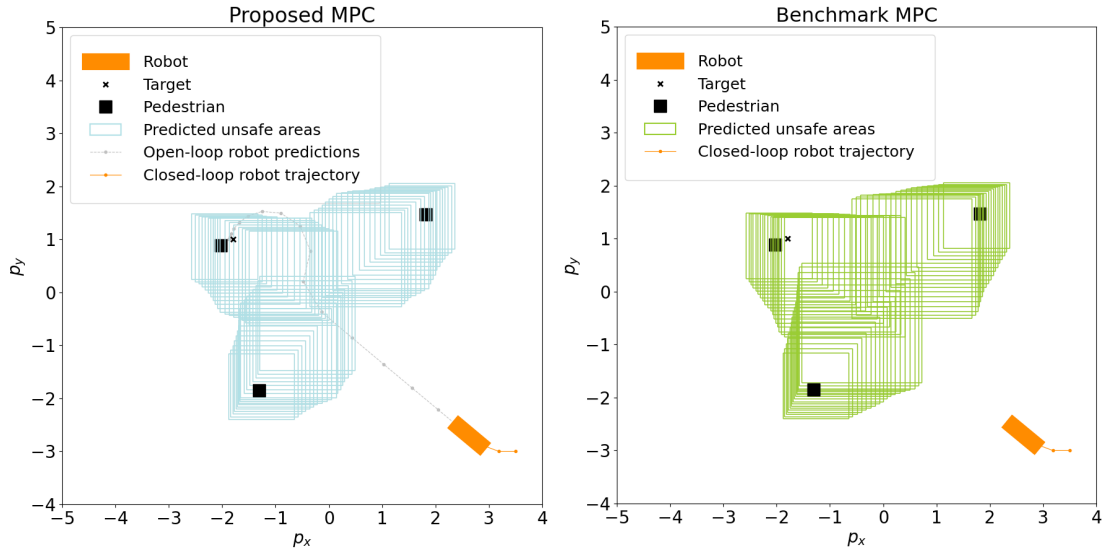 Proposed MPC
5
4
3
2
1
0
−1
−2
−3
−4
p_y
−5
−4
−3
−2
−1
0
1
2
3
4
p_x
Robot
Target
Pedestrian
Predicted unsafe areas
Open-loop robot predictions
Closed-loop robot trajectory
Benchmark MPC
5
4
3
2
1
0
−1
−2
−3
−4
p_y
−5
−4
−3
−2
−1
0
1
2
3
4
p_x
Robot
Target
Pedestrian
Predicted unsafe areas
Closed-loop robot trajectory